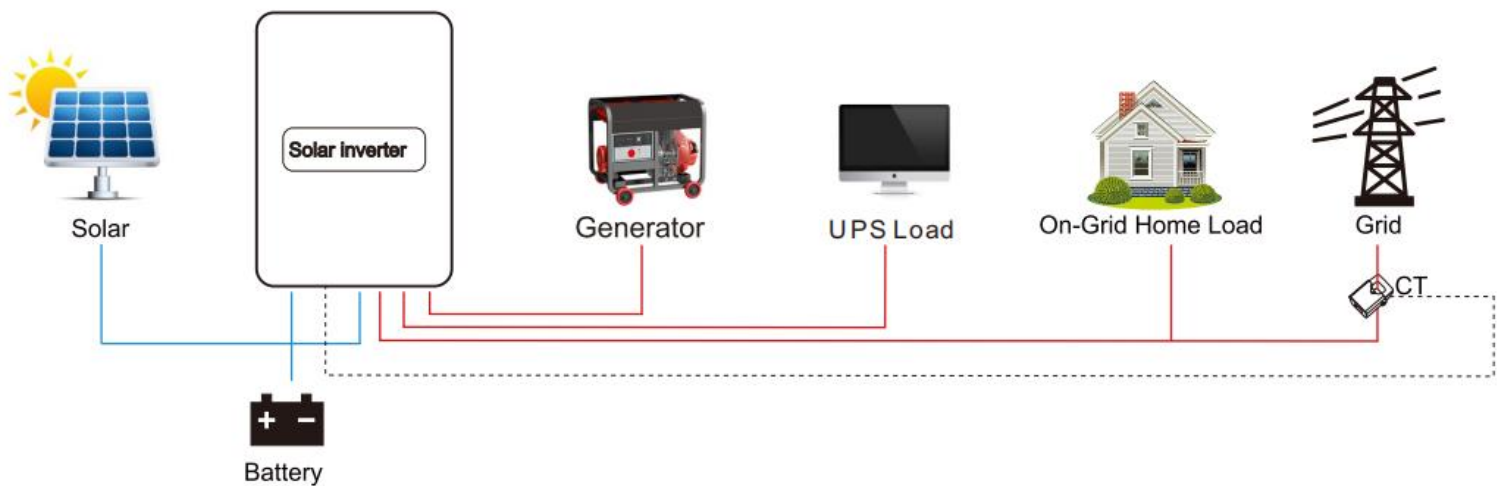 Solar inverter
Solar
Generator
UPS Load
On-Grid Home Load
Grid
CT
Battery